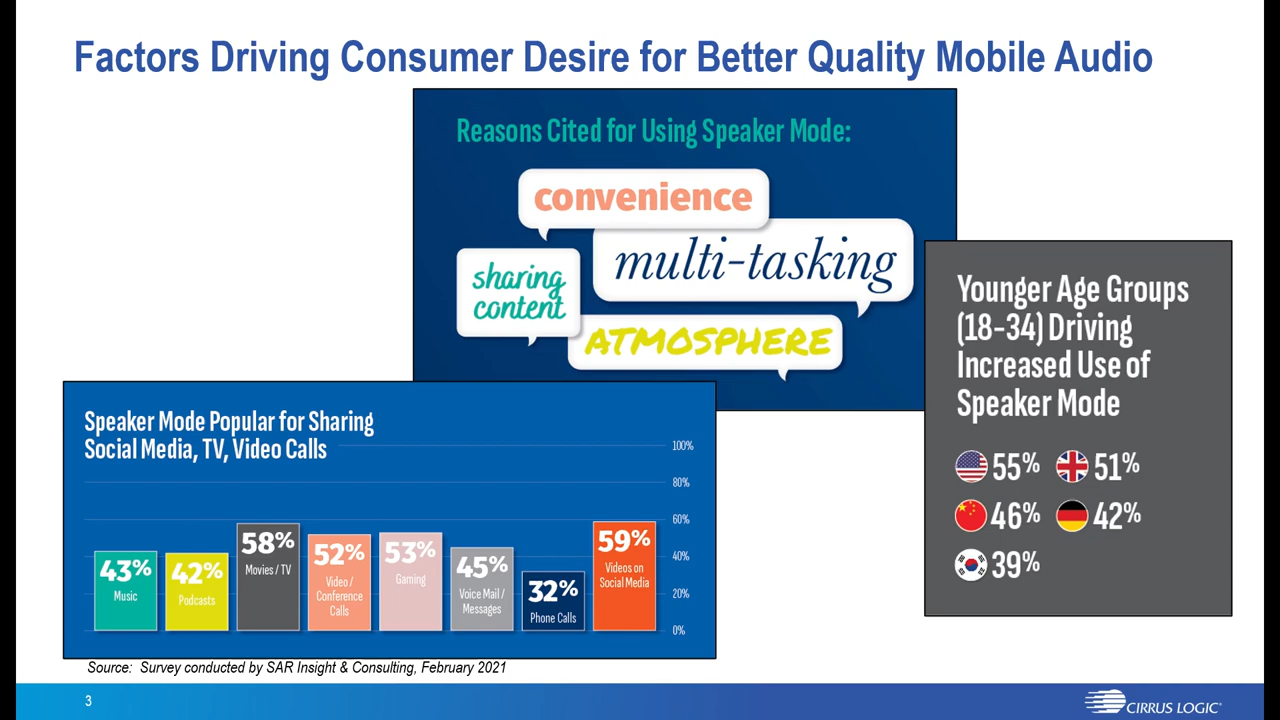 Factors Driving Consumer Desire for Better Quality Mobile Audio
Reasons Cited for Using Speaker Mode:
convenience
multi-tasking
sharing
content
ATMOSPHERE
Younger Age Groups
(18-34) Driving
Increased Use of
Speaker Mode
55% 51%
46% 42%
39%
Speaker Mode Popular for Sharing
Social Media, TV, Video Calls
100%
80%
60%
40%
20%
0%
43%
Music
42%
Podcasts
58%
Movies / TV
52%
Video /
Conference
Calls
53%
Gaming
45%
Voice Mail /
Messages
32%
Phone Calls
59%
Videos on
Social Media
Source: Survey conducted by SAR Insight & Consulting, February 2021
3
CIRRUS LOGIC®